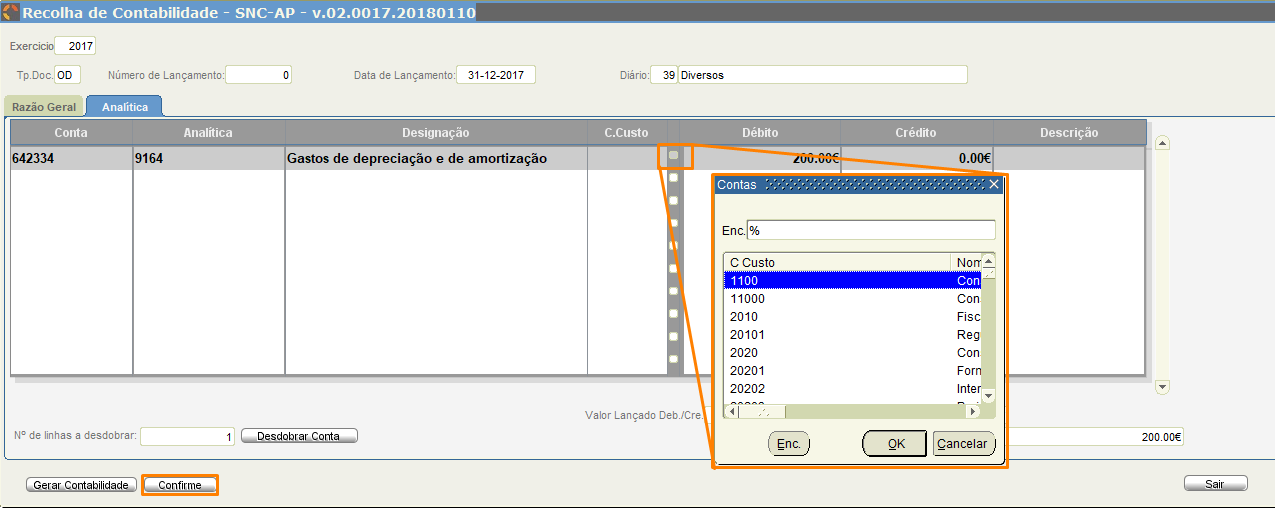 Recolha de Contabilidade - SNC-AP - v.02.0017.20180110
Exercicio 2017
Tp.Doc. OD Número de Lançamento: 0 Data de Lançamento: 31-12-2017 Diário: 39 Diversos
Razão Geral Analítica
Conta Analítica Designação C.Custo Débito Crédito Descrição
642334 9164 Gastos de depreciação e de amortização 200.00€ 0.00€
Contas
Enc. %
C Custo Nom
1100 Con
11000 Con
2010 Fisc
20101 Reg
2020 Con
20201 Forn
20202 Inter
Valor Lançado Deb./Cre.
Nº de linhas a desdobrar: 1 Desdobrar Conta Enc. OK Cancelar 200.00€
Gerar Contabilidade Confirme Sair